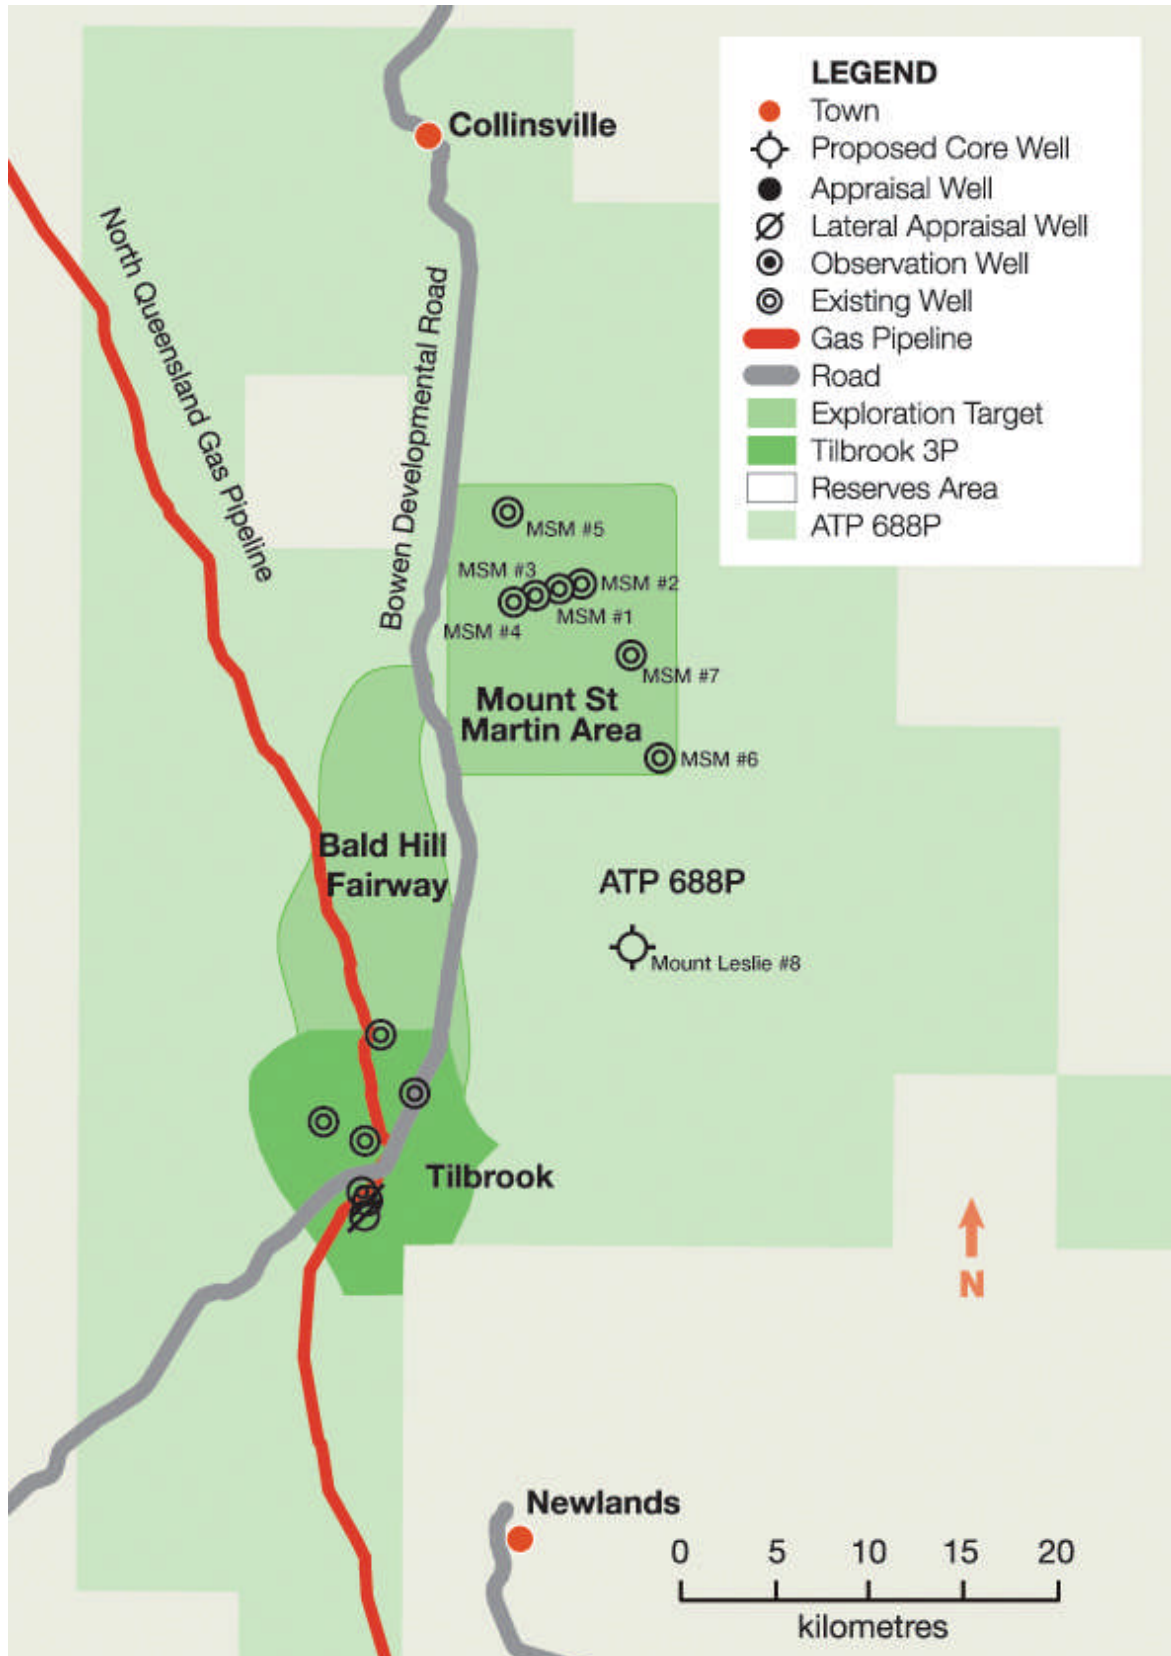 Collinsville
LEGEND
Town
Proposed Core Well
Appraisal Well
Lateral Appraisal Well
Observation Well
Existing Well
Gas Pipeline
Road
Exploration Target
Tilbrook 3P
Reserves Area
ATP 688P
North Queensland Gas Pipeline
Bowen Developmental Road
MSM #5
MSM #3
MSM #2
MSM #1
MSM #4
MSM #7
Mount St
Martin Area
MSM #6
Bald Hill
Fairway
ATP 688P
Mount Leslie #8
Tilbrook
N
Newlands
0 5 10 15 20
kilometres